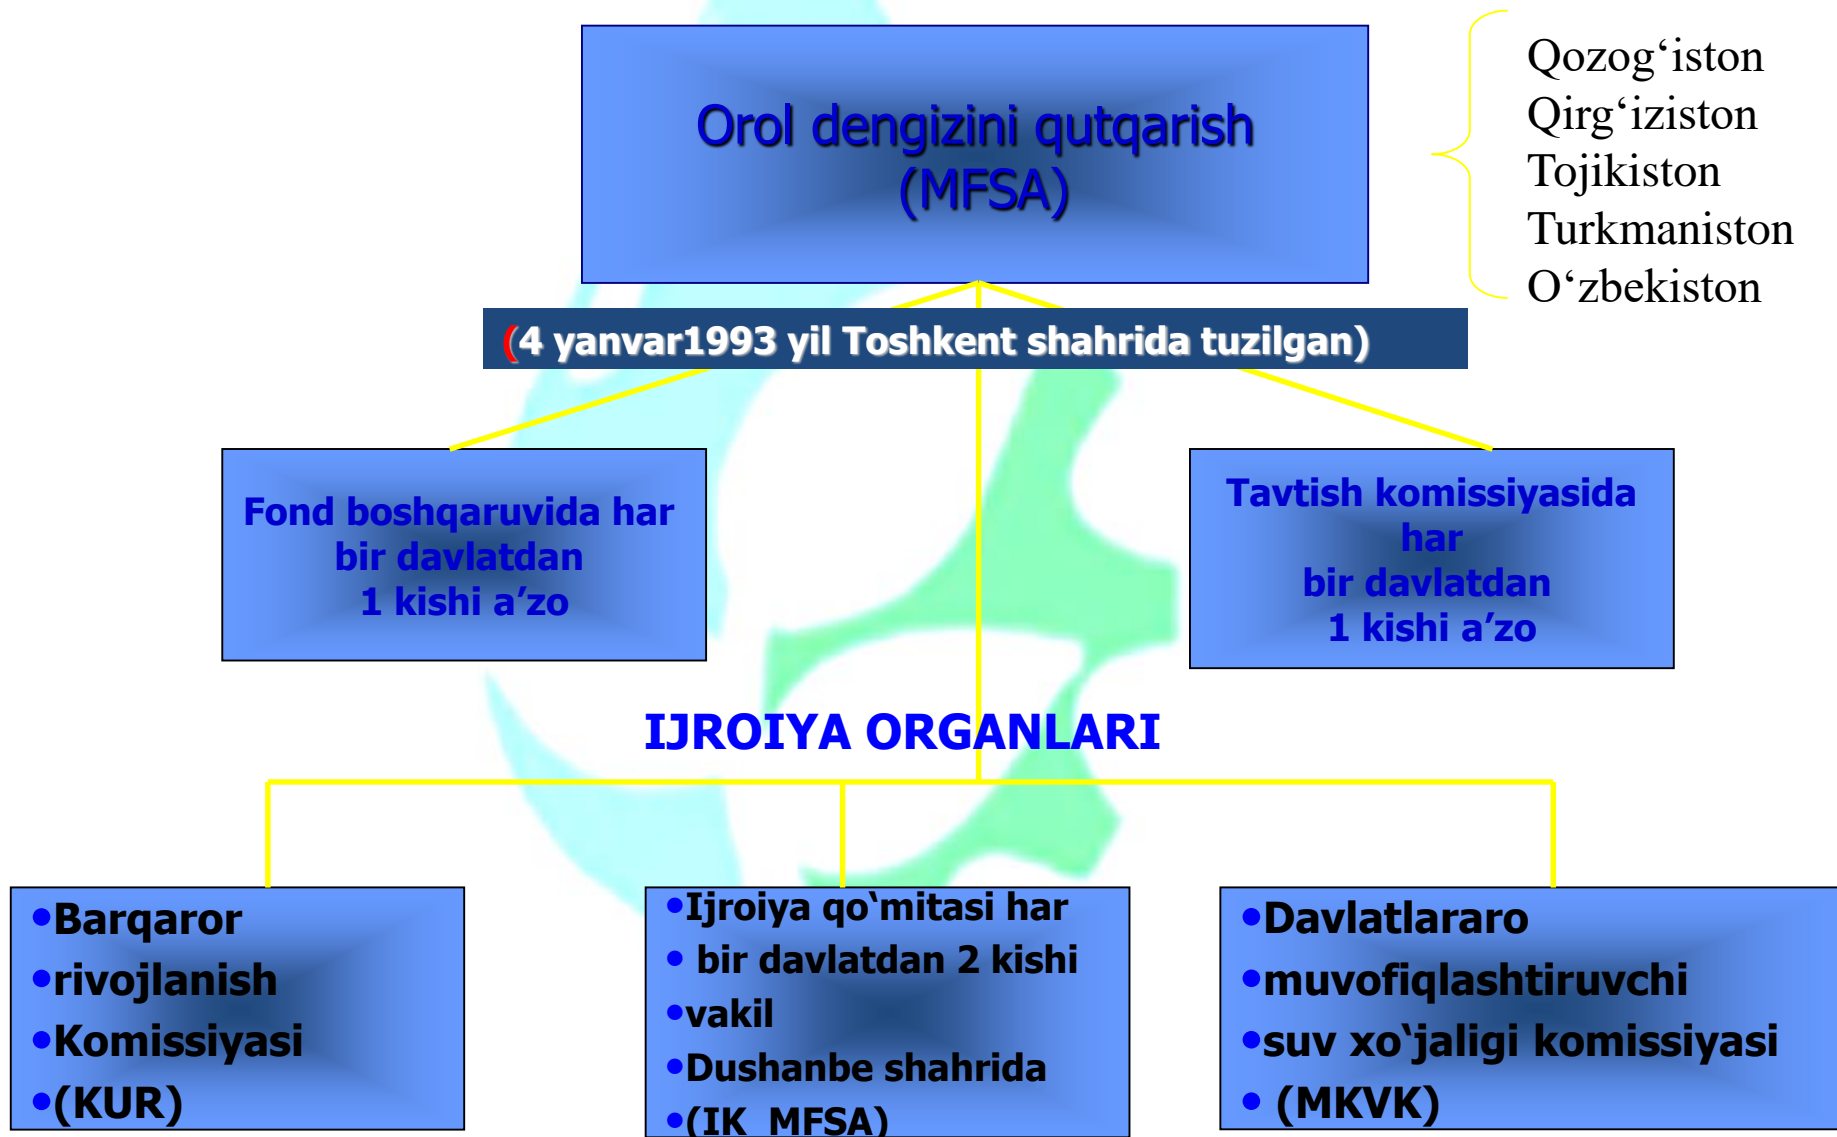 Orol dengizini qutqarish
(MFSA)
Qozog‘iston
Qirg‘iziston
Tojikiston
Turkmaniston
O‘zbekiston
(4 yanvar1993 yil Toshkent shahrida tuzilgan)
Fond boshqaruvida har
bir davlatdan
1 kishi a’zo
Tavtish komissiyasida
har
bir davlatdan
1 kishi a’zo
IJROIYA ORGANLARI
•Barqaror
•rivojlanish
•Komissiyasi
•(KUR)
•Ijroiya qo‘mitasi har
• bir davlatdan 2 kishi
•vakil
•Dushanbe shahrida
•(IK MFSA)
•Davlatlararo
•muvofiqlashtiruvchi
•suv xo‘jaligi komissiyasi
• (MKVK)